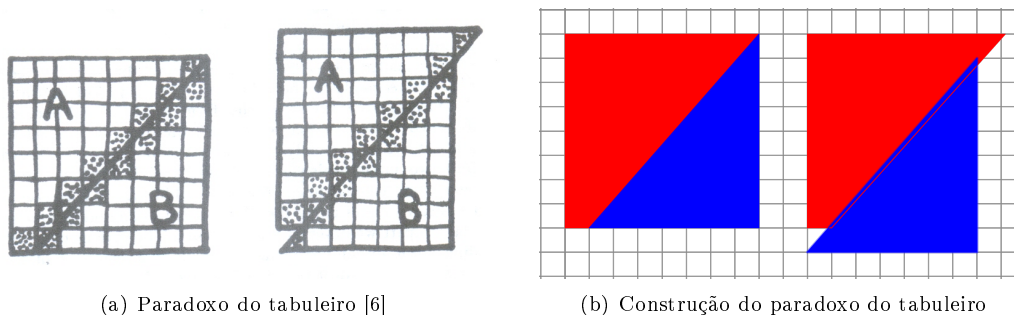 A
B
A
B
(a) Paradoxo do tabuleiro [6]
(b) Construção do paradoxo do tabuleiro